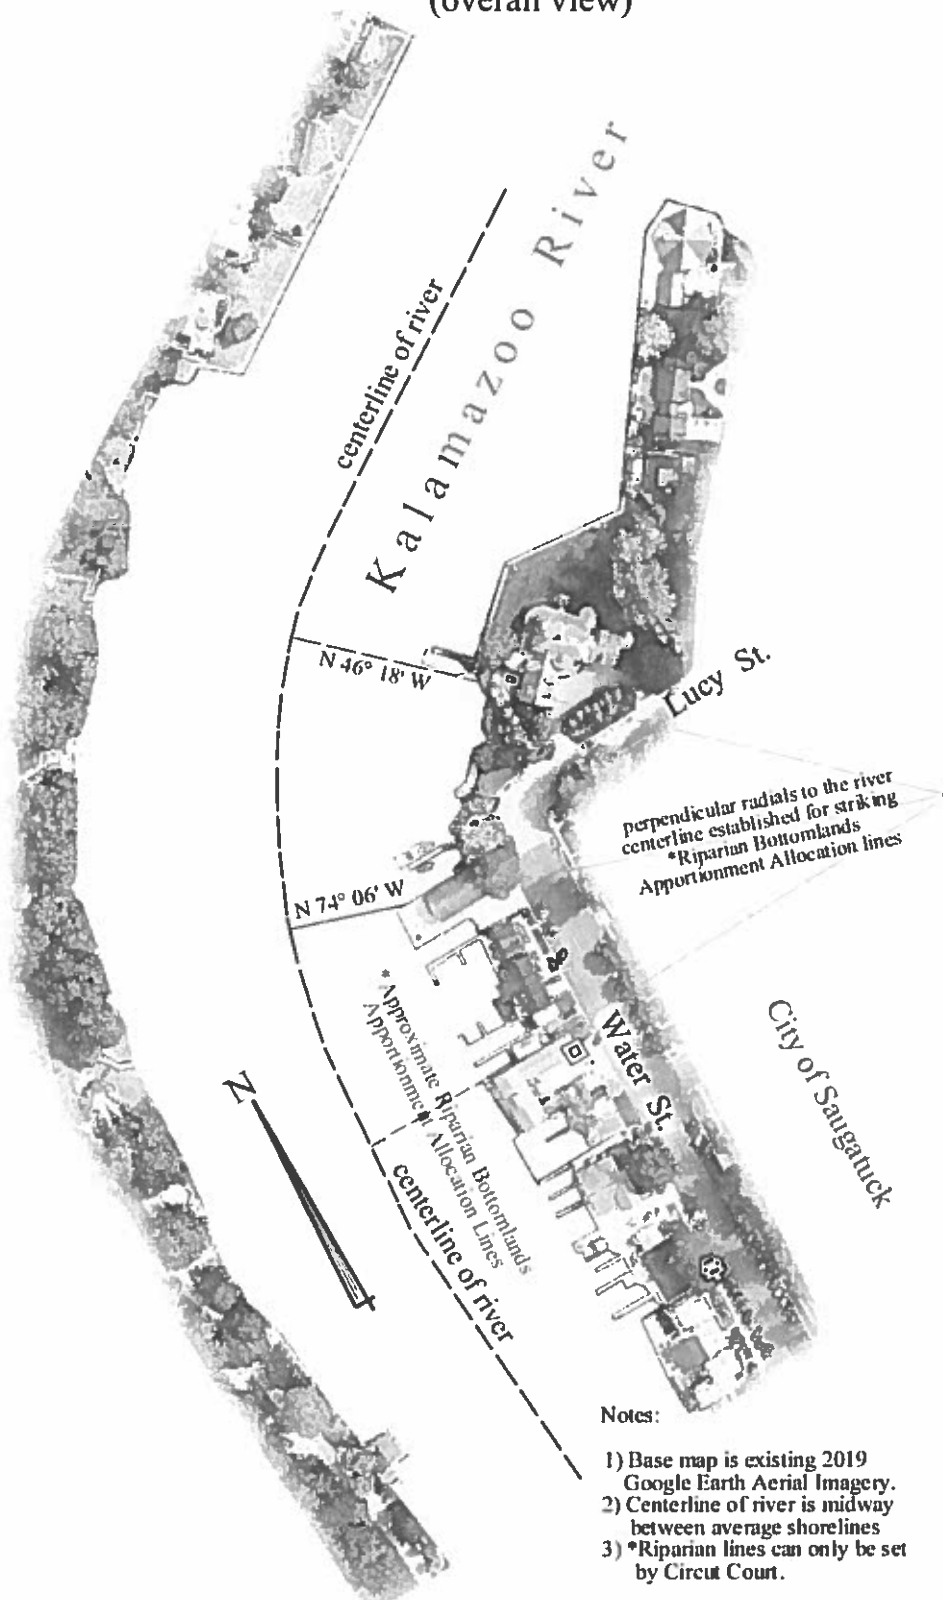 (overall view)
Kalamazoo River
centerline of river
N 46° 18' W
Lucy St.
perpendicular radials to the river
centerline established for striking
*Riparian Bottomlands
Apportionment Allocation lines
N 74° 06' W
* Approximate Riparian Bottomlands
Apportionment Allocation Lines
Water St.
City of Saugatuck
N
centerline of river
Notes:
1) Base map is existing 2019
Google Earth Aerial Imagery.
2) Centerline of river is midway
between average shorelines
3) *Riparian lines can only be set
by Circut Court.